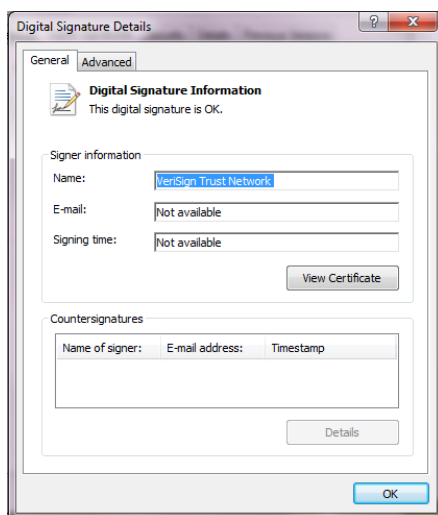 Digital Signature Details
General
Advanced
Digital Signature Information
This digital signature is OK.
Signer information
Name:
VeriSign Trust Network
E-mail:
Not available
Signing time:
Not available
View Certificate
Countersignatures
Name of signer:
E-mail address:
Timestamp
Details
OK